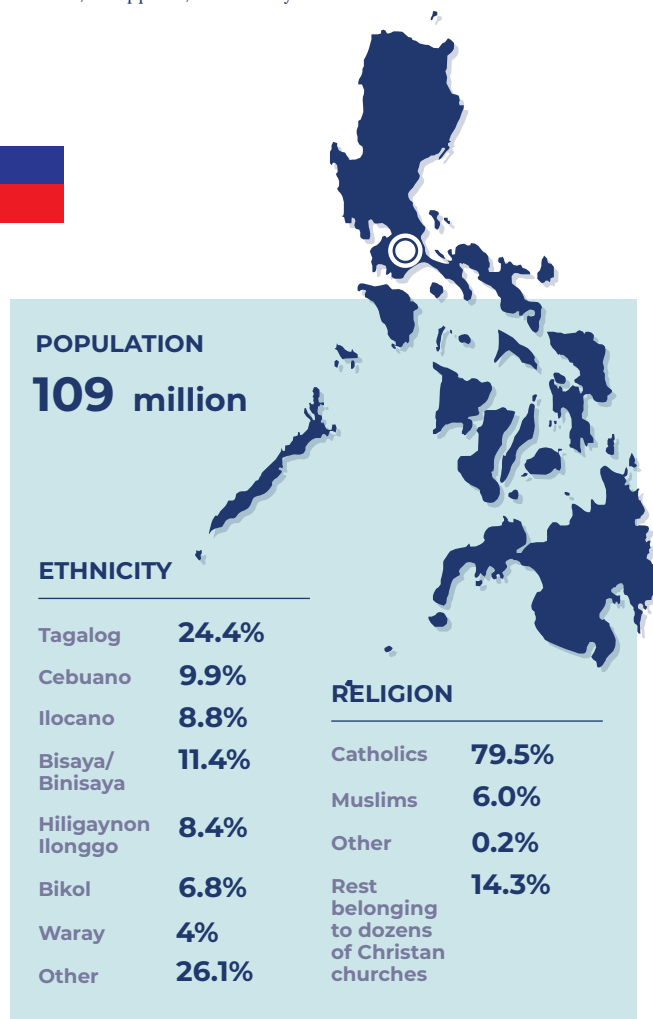 POPULATION
109 million
ETHNICITY
Tagalog 24.4%
Cebuano 9.9%
Ilocano 8.8%
Bisaya/ 11.4%
Binisaya
Hiligaynon 8.4%
Ilonggo
Bikol 6.8%
Waray 4%
Other 26.1%
RELIGION
Catholics 79.5%
Muslims 6.0%
Other 0.2%
Rest 14.3%
belonging
to dozens
of Christan
churches